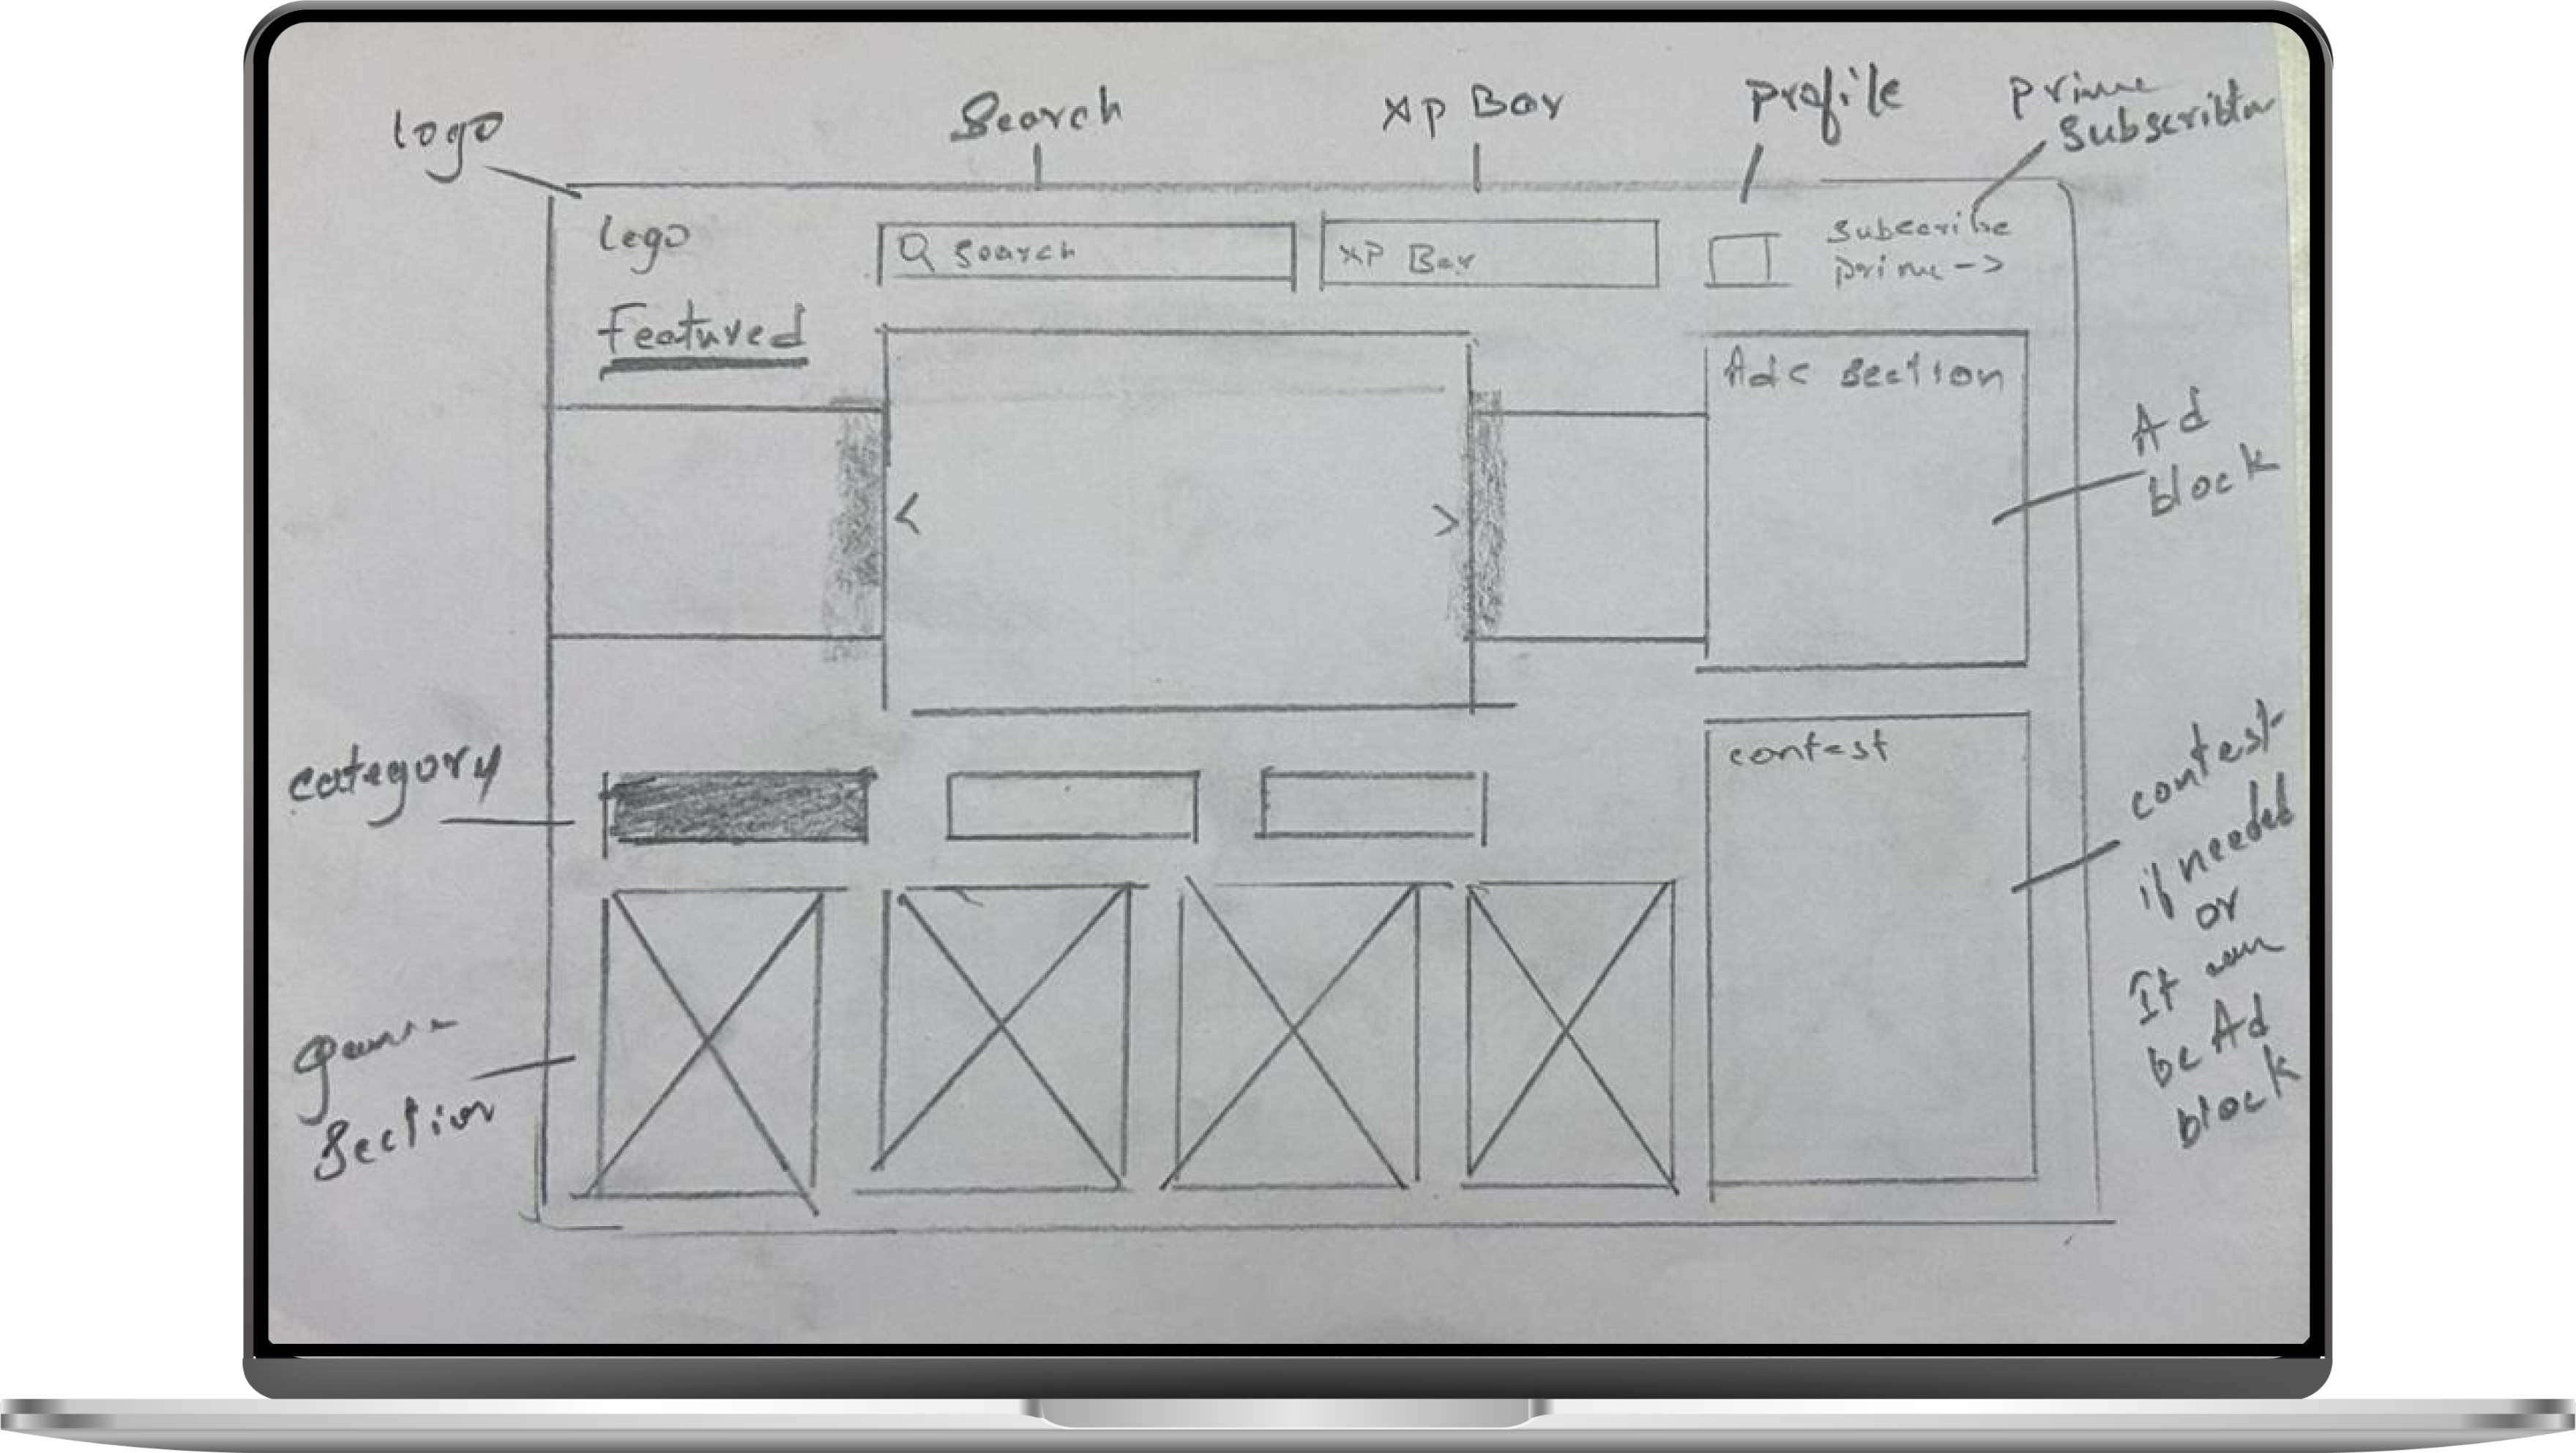 logo
Search
XP Bar
profile
prime
subscribtion
logo
Search
XP Bar
Subscribe
prime ->
Featured
Ads section
<
>
Ad
block
category
contest
contest
if needed
or
It can
be Ad
block
game
section